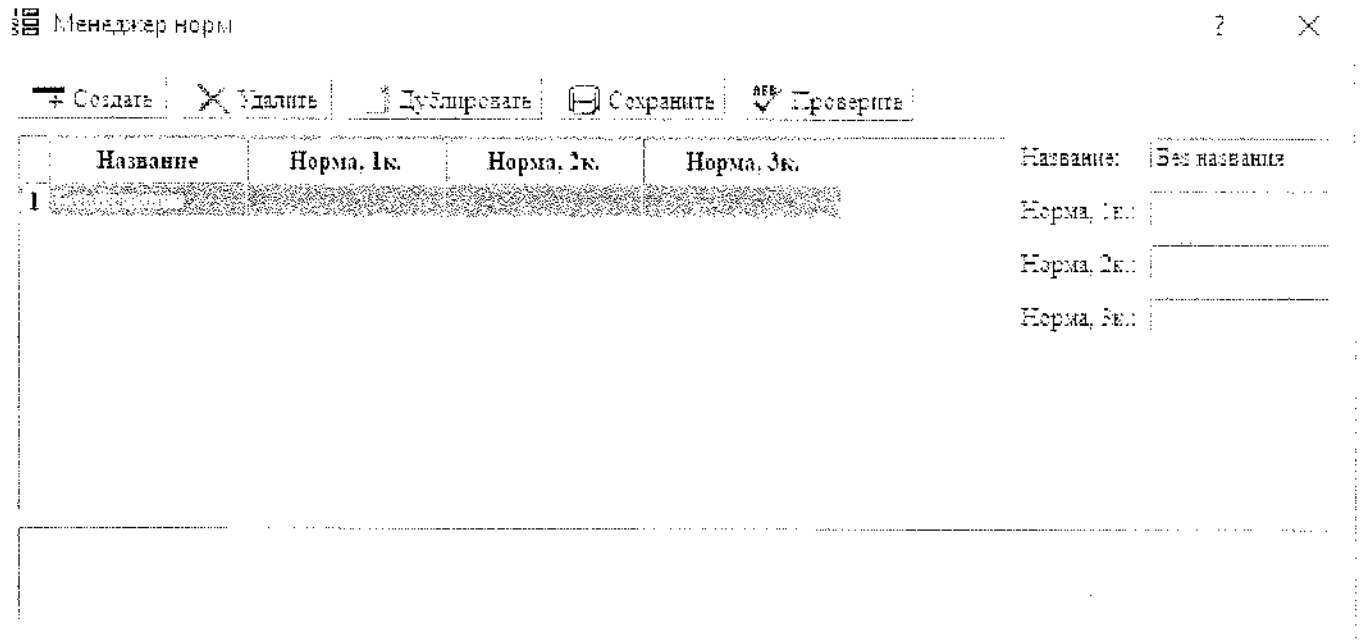 Менеджер норм ? ×
Создать Удалить Дублировать Сохранить Проверить
Название Норма, 1к. Норма, 2к. Норма, 3к.
1
Название: Без названия
Норма, 1к.:
Норма, 2к.:
Норма, 3к.: